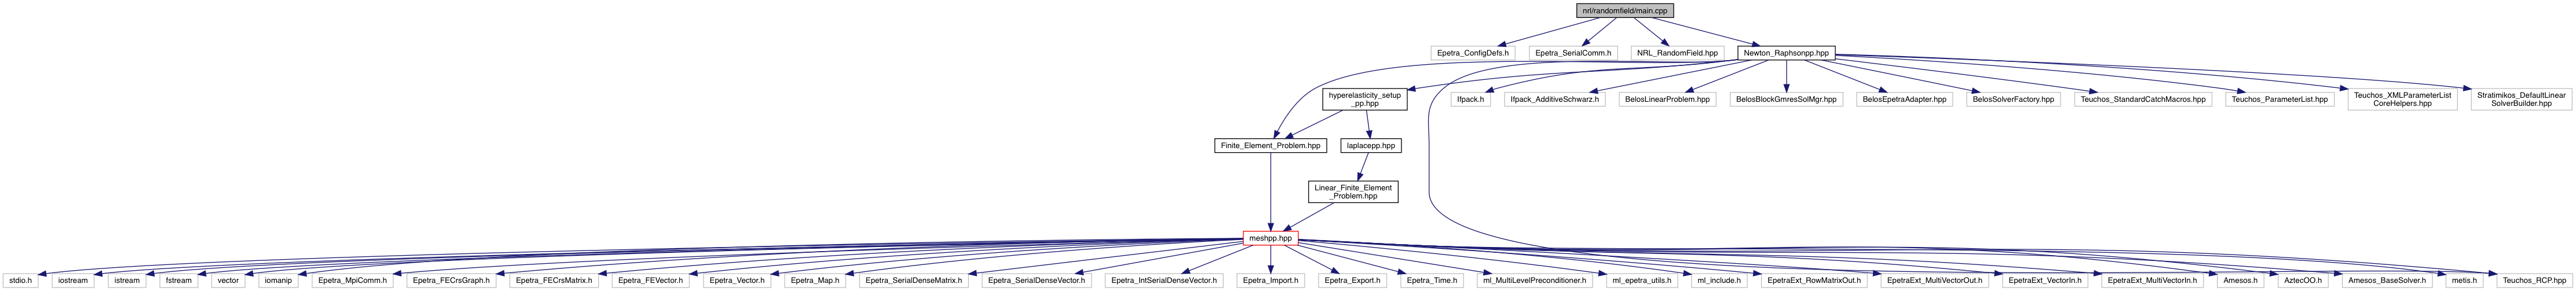 nrl/randomfield/main.cpp
Epetra_ConfigDefs.h
Epetra_SerialComm.h
NRL_RandomField.hpp
Newton_Raphsonpp.hpp
hyperelasticity_setup
_pp.hpp
Ifpack.h
Ifpack_AdditiveSchwarz.h
BelosLinearProblem.hpp
BelosBlockGmresSolMgr.hpp
BelosEpetraAdapter.hpp
BelosSolverFactory.hpp
Teuchos_StandardCatchMacros.hpp
Teuchos_ParameterList.hpp
Teuchos_XMLParameterList
CoreHelpers.hpp
Stratimikos_DefaultLinear
SolverBuilder.hpp
Finite_Element_Problem.hpp
laplacepp.hpp
Linear_Finite_Element
_Problem.hpp
meshpp.hpp
stdio.h
iostream
istream
fstream
vector
iomanip
Epetra_MpiComm.h
Epetra_FECrsGraph.h
Epetra_FECrsMatrix.h
Epetra_FEVector.h
Epetra_Vector.h
Epetra_Map.h
Epetra_SerialDenseMatrix.h
Epetra_SerialDenseVector.h
Epetra_IntSerialDenseVector.h
Epetra_Import.h
Epetra_Export.h
Epetra_Time.h
ml_MultiLevelPreconditioner.h
ml_epetra_utils.h
ml_include.h
EpetraExt_RowMatrixOut.h
EpetraExt_MultiVectorOut.h
EpetraExt_VectorIn.h
EpetraExt_MultiVectorIn.h
Amesos.h
AztecOO.h
Amesos_BaseSolver.h
metis.h
Teuchos_RCP.hpp